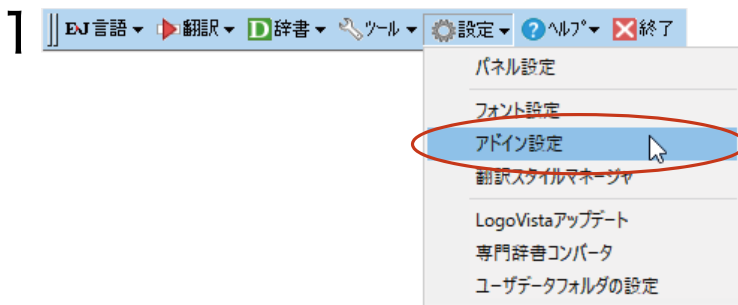 1
EJ 言語 翻訳 D 辞書 ツール 設定 ? ヘルプ 終了
パネル設定
フォント設定
アドイン設定
翻訳スタイルマネージャ
LogoVistaアップデート
専門辞書コンバータ
ユーザデータフォルダの設定